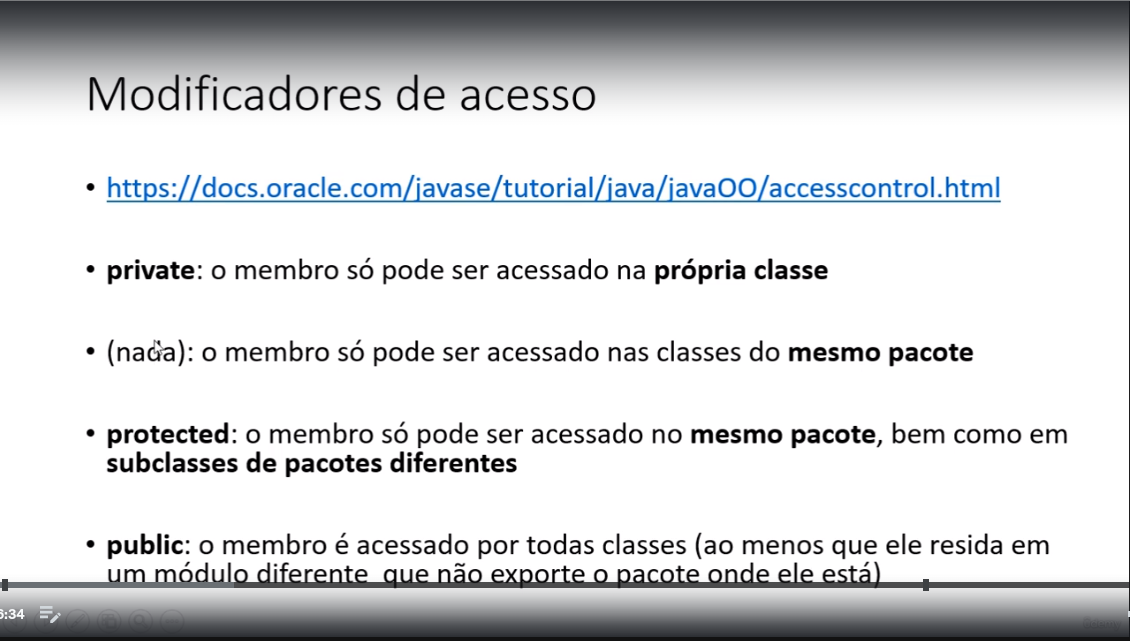 Modificadores de acesso
• https://docs.oracle.com/javase/tutorial/java/javaOO/accesscontrol.html
• private: o membro só pode ser acessado na própria classe
• (nada): o membro só pode ser acessado nas classes do mesmo pacote
• protected: o membro só pode ser acessado no mesmo pacote, bem como em
subclasses de pacotes diferentes
• public: o membro é acessado por todas classes (ao menos que ele resida em
um módulo diferente que não exporte o pacote onde ele está)
6:34